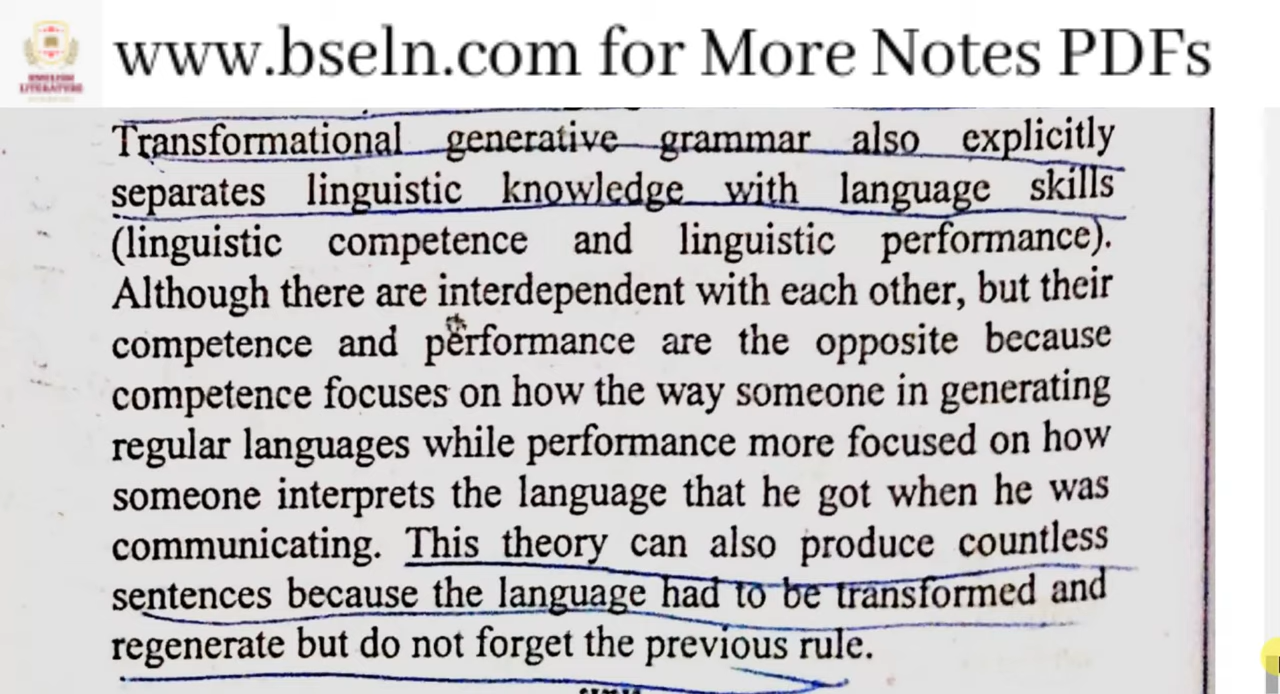 www.bseln.com for More Notes PDFs
ENGLISH
LITERATURE
Transformational generative grammar also explicitly
separates linguistic knowledge with language skills
(linguistic competence and linguistic performance).
Although there are interdependent with each other, but their
competence and performance are the opposite because
competence focuses on how the way someone in generating
regular languages while performance more focused on how
someone interprets the language that he got when he was
communicating. This theory can also produce countless
sentences because the language had to be transformed and
regenerate but do not forget the previous rule.